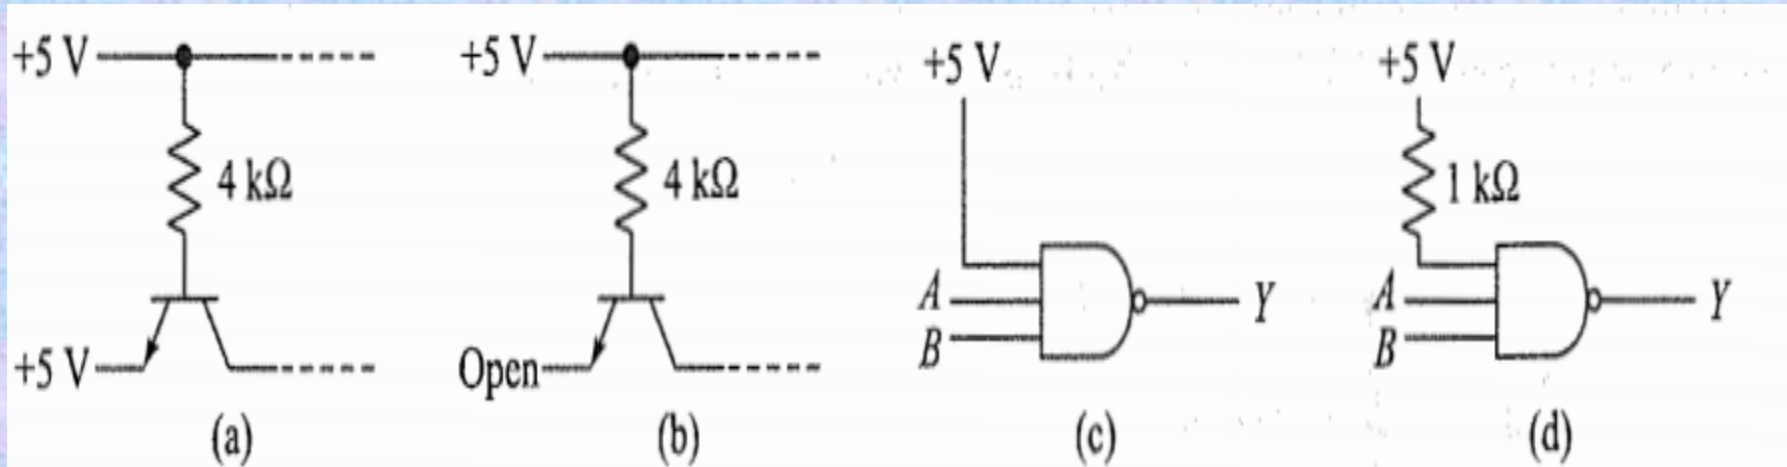 +5 V
4 kΩ
+5 V
(a)
+5 V
4 kΩ
Open
(b)
+5 V
A
B
Y
(c)
+5 V
1 kΩ
A
B
Y
(d)